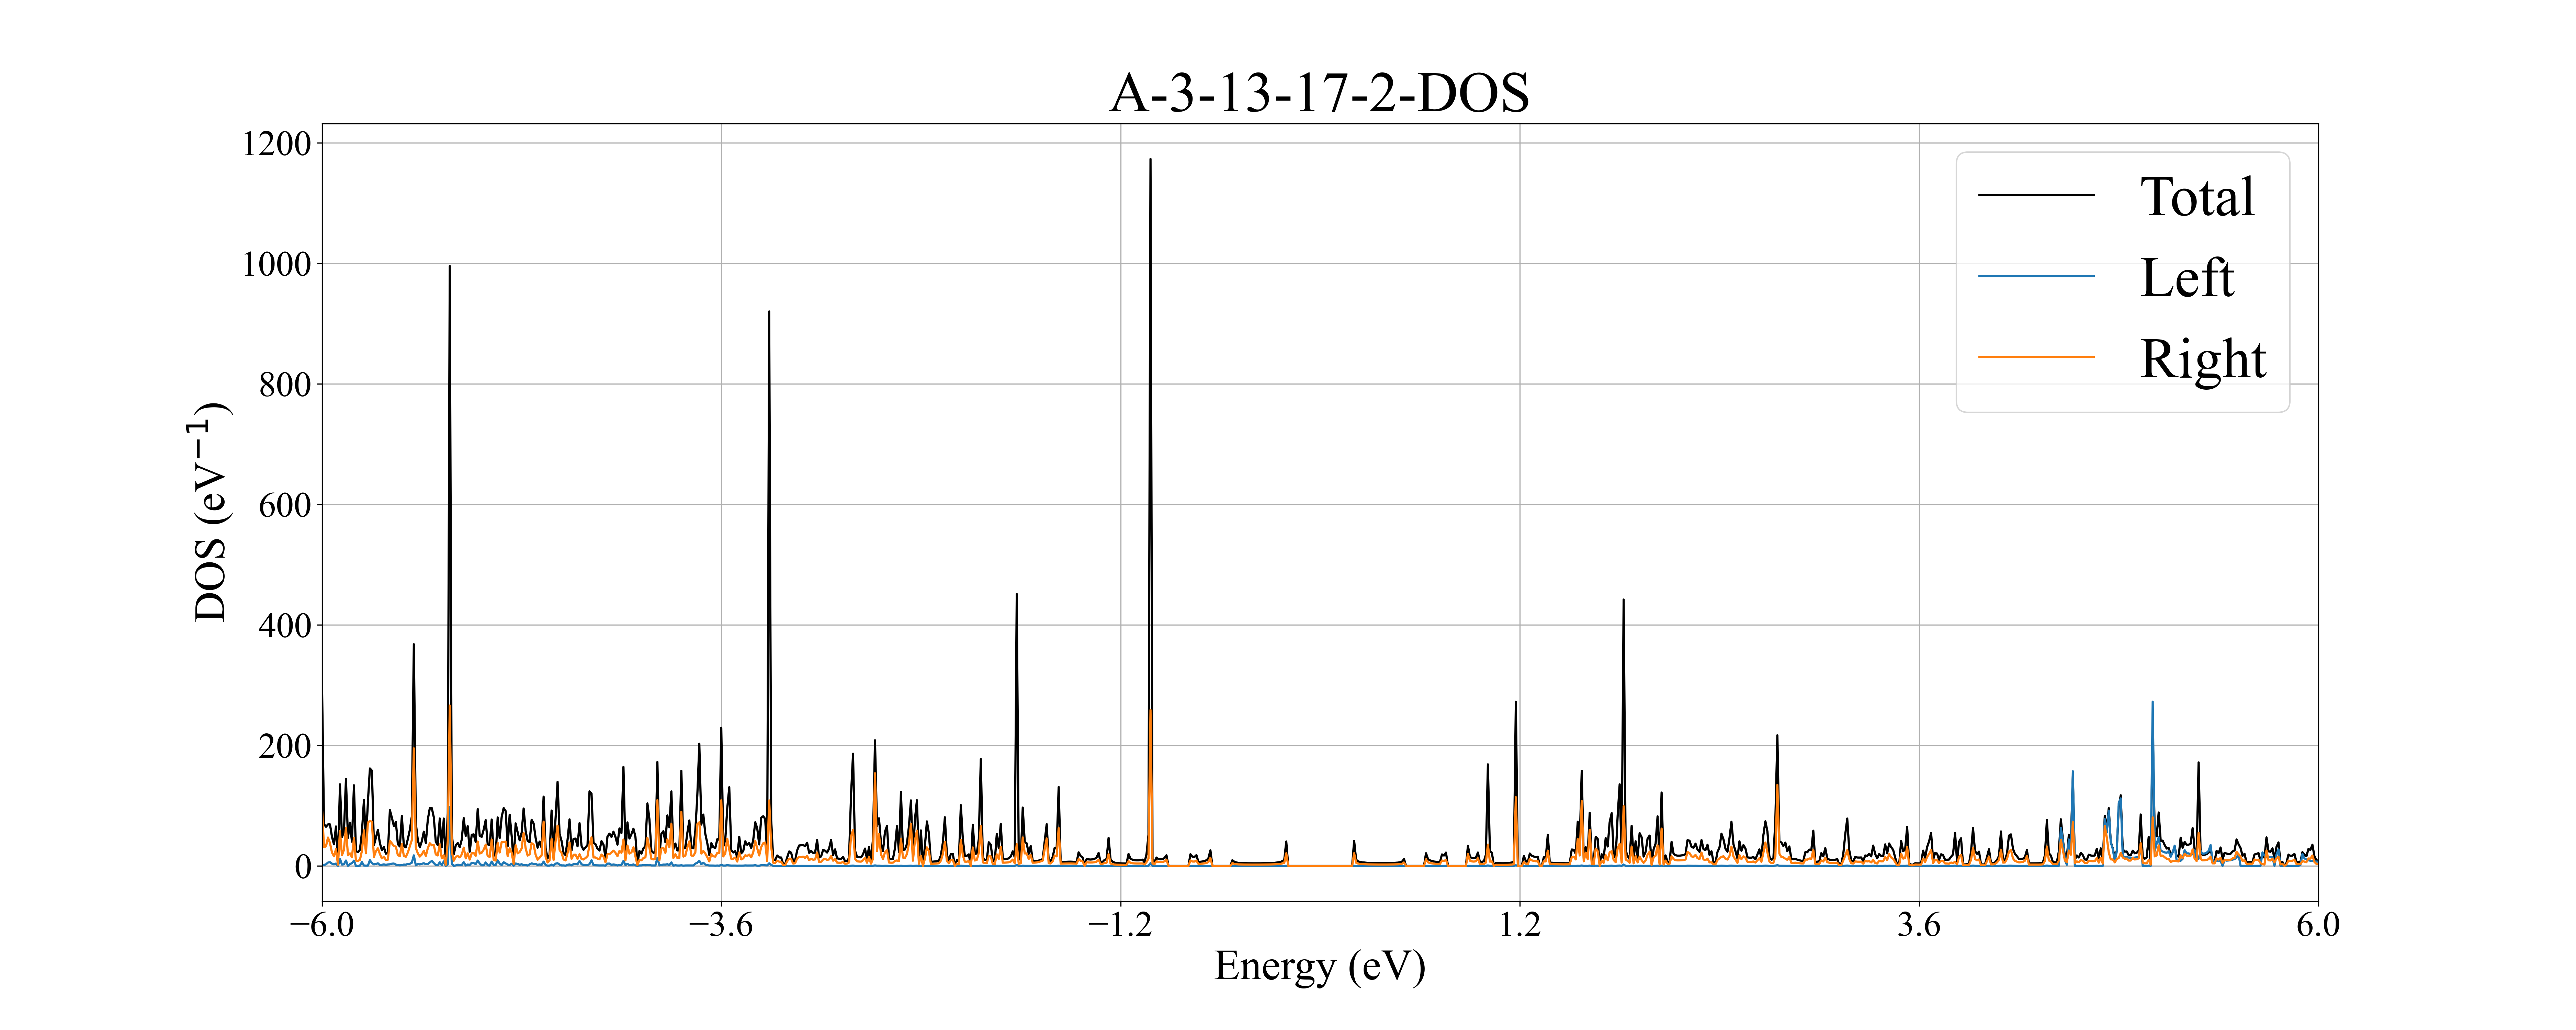 A-3-13-17-2-DOS
1200
1000
800
600
400
200
0
DOS (eV⁻¹)
Total
Left
Right
−6.0 −3.6 −1.2 1.2 3.6 6.0
Energy (eV)